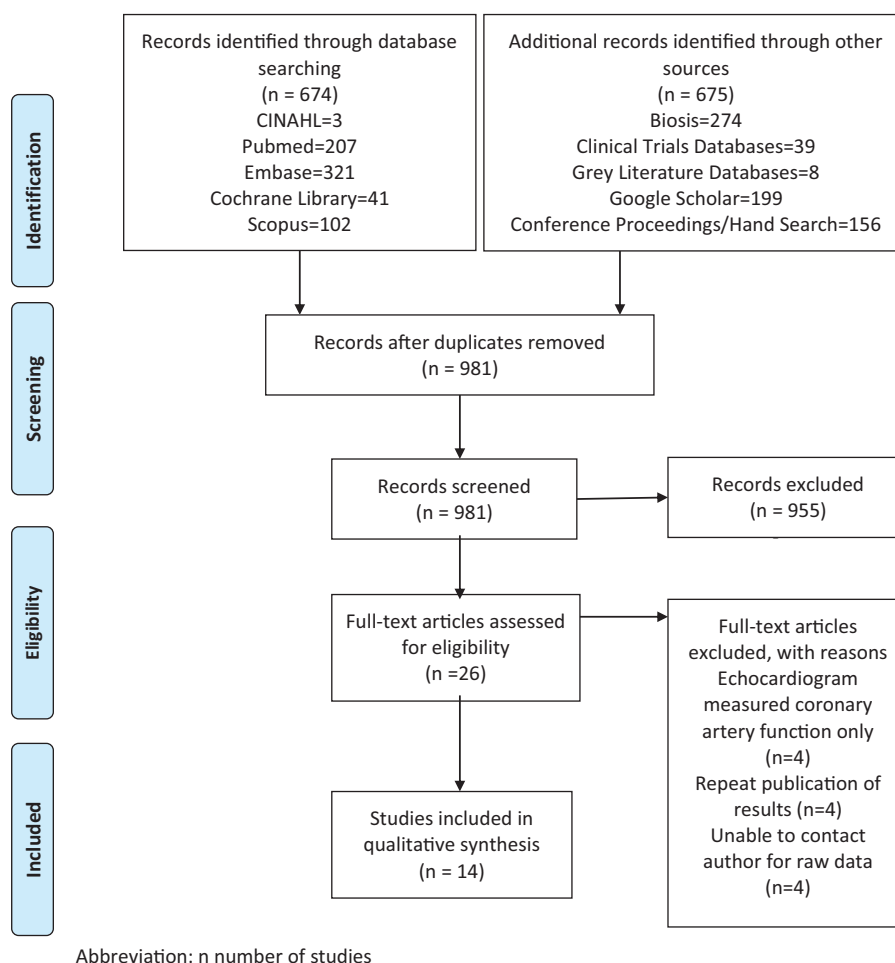 Records identified through database
searching
(n = 674)
CINAHL=3
Pubmed=207
Embase=321
Cochrane Library=41
Scopus=102
Additional records identified through other
sources
(n = 675)
Biosis=274
Clinical Trials Databases=39
Grey Literature Databases=8
Google Scholar=199
Conference Proceedings/Hand Search=156
Identification
Records after duplicates removed
(n = 981)
Screening
Records screened
(n = 981)
Records excluded
(n = 955)
Eligibility
Full-text articles assessed
for eligibility
(n =26)
Full-text articles
excluded, with reasons
Echocardiogram
measured coronary
artery function only
(n=4)
Repeat publication of
results (n=4)
Unable to contact
author for raw data
(n=4)
Included
Studies included in
qualitative synthesis
(n = 14)
Abbreviation: n number of studies